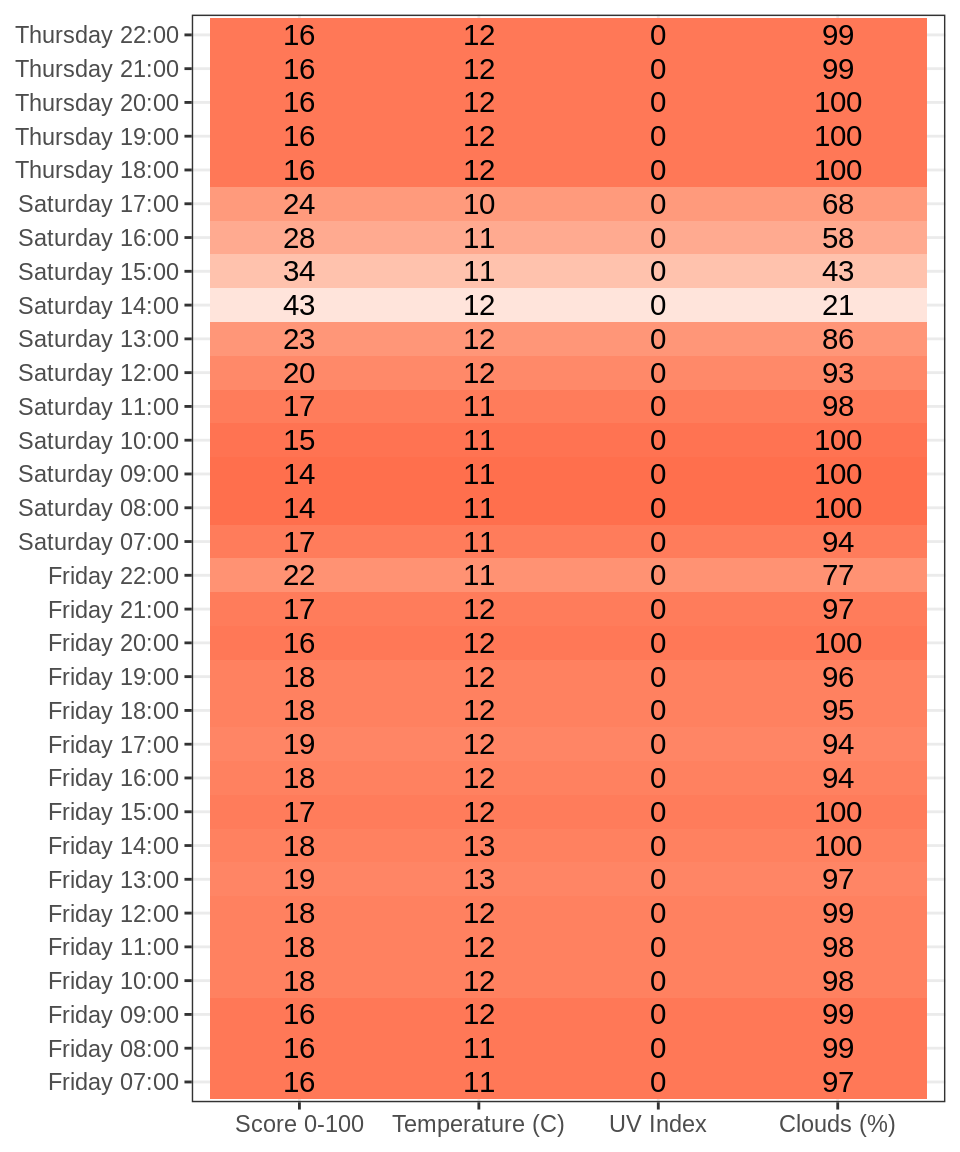 Thursday 22:00 16 12 0 99
Thursday 21:00 16 12 0 99
Thursday 20:00 16 12 0 100
Thursday 19:00 16 12 0 100
Thursday 18:00 16 12 0 100
Saturday 17:00 24 10 0 68
Saturday 16:00 28 11 0 58
Saturday 15:00 34 11 0 43
Saturday 14:00 43 12 0 21
Saturday 13:00 23 12 0 86
Saturday 12:00 20 12 0 93
Saturday 11:00 17 11 0 98
Saturday 10:00 15 11 0 100
Saturday 09:00 14 11 0 100
Saturday 08:00 14 11 0 100
Saturday 07:00 17 11 0 94
Friday 22:00 22 11 0 77
Friday 21:00 17 12 0 97
Friday 20:00 16 12 0 100
Friday 19:00 18 12 0 96
Friday 18:00 18 12 0 95
Friday 17:00 19 12 0 94
Friday 16:00 18 12 0 94
Friday 15:00 17 12 0 100
Friday 14:00 18 13 0 100
Friday 13:00 19 13 0 97
Friday 12:00 18 12 0 99
Friday 11:00 18 12 0 98
Friday 10:00 18 12 0 98
Friday 09:00 16 12 0 99
Friday 08:00 16 11 0 99
Friday 07:00 16 11 0 97
Score 0-100 Temperature (C) UV Index Clouds (%)